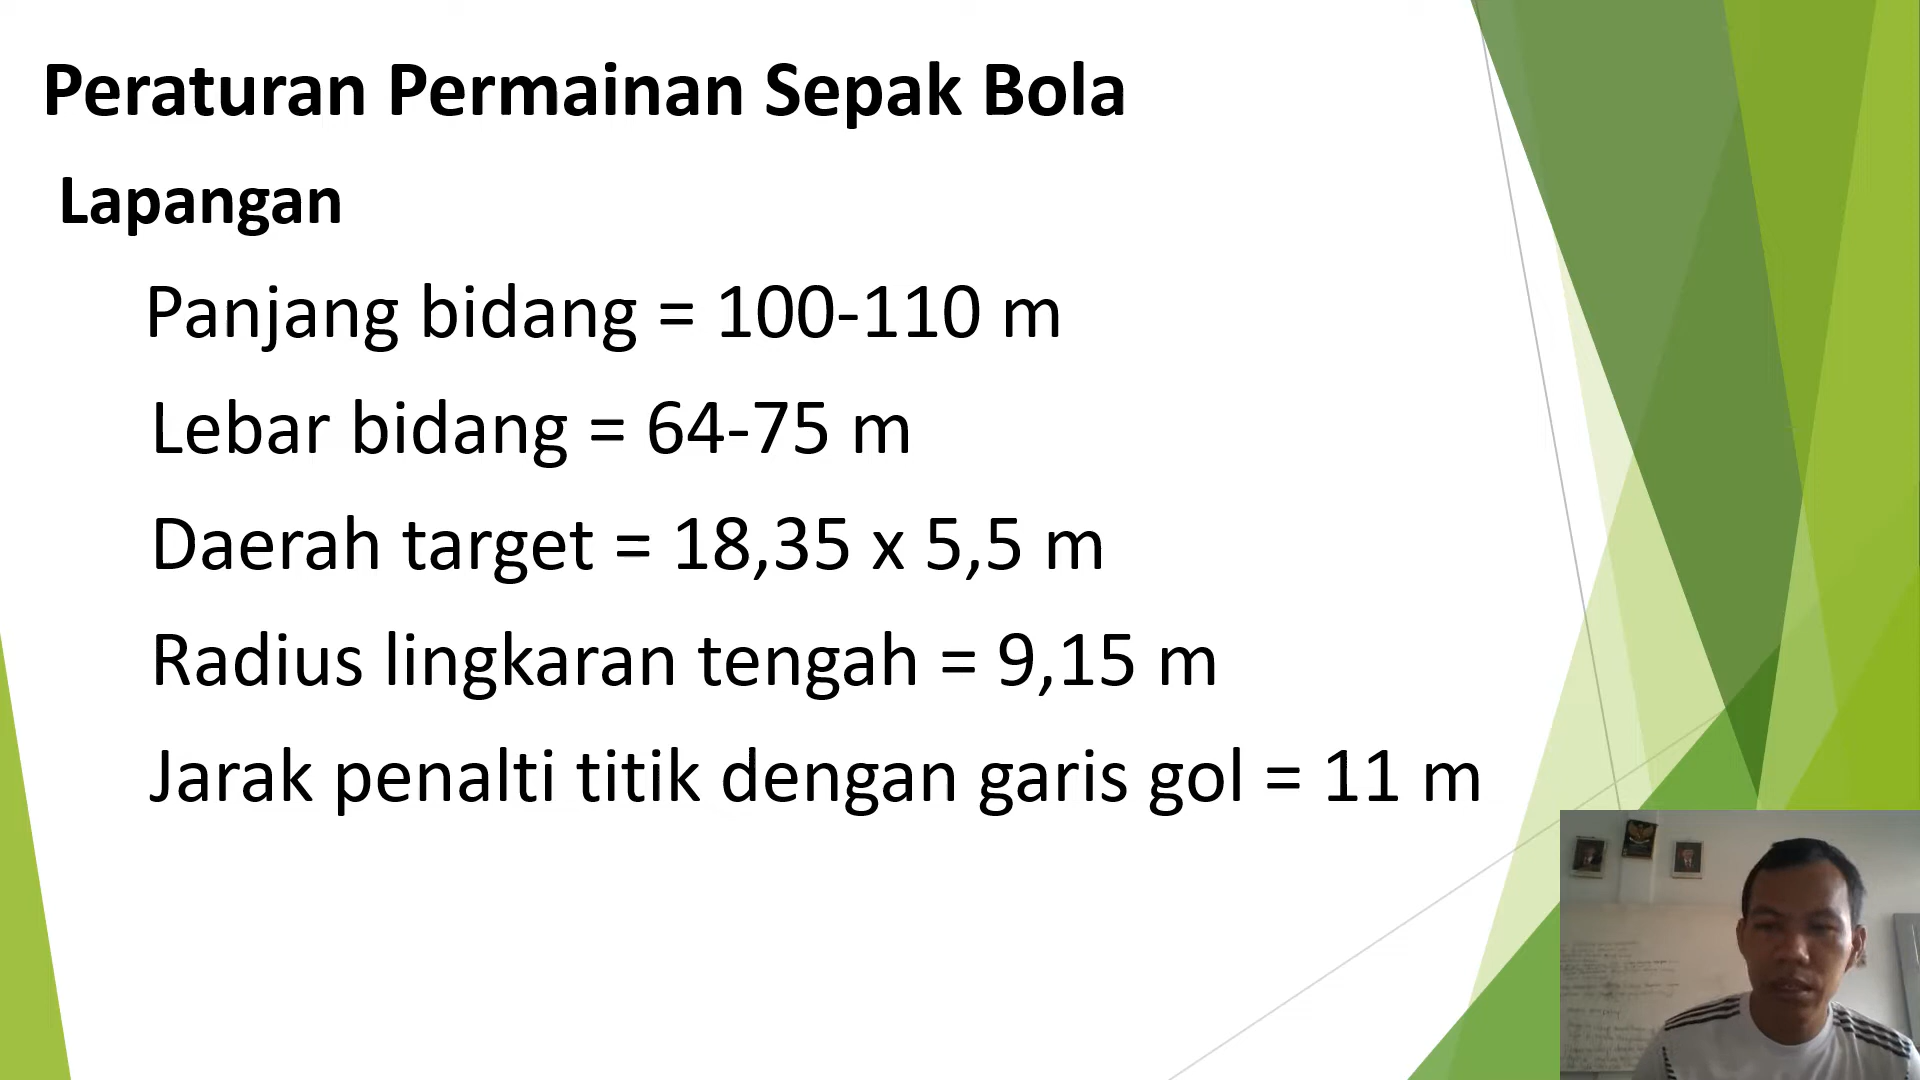 Peraturan Permainan Sepak Bola
Lapangan
Panjang bidang = 100-110 m
Lebar bidang = 64-75 m
Daerah target = 18,35 x 5,5 m
Radius lingkaran tengah = 9,15 m
Jarak penalti titik dengan garis gol = 11 m